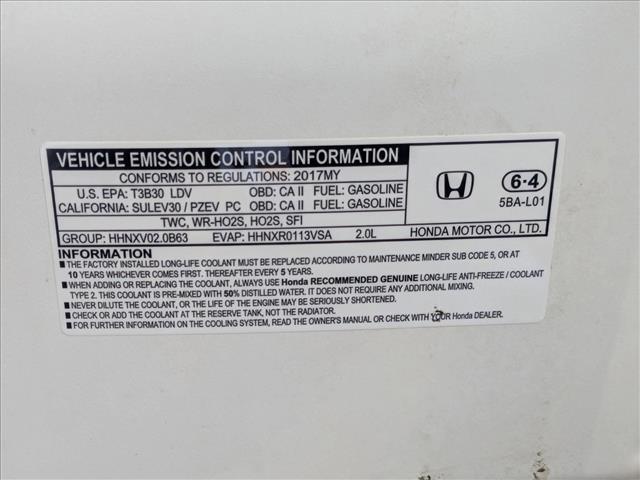 VEHICLE EMISSION CONTROL INFORMATION
CONFORMS TO REGULATIONS: 2017MY
U.S. EPA: T3B30 LDV OBD: CA II FUEL: GASOLINE
CALIFORNIA: SULEV30 / PZEV PC OBD: CA II FUEL: GASOLINE
TWC, WR-HO2S, HO2S, SFI
GROUP: HHNXV02.0B63 EVAP: HHNXR0113VSA 2.0L
6-4
5BA-L01
HONDA MOTOR CO., LTD.
INFORMATION
■ THE FACTORY INSTALLED LONG-LIFE COOLANT MUST BE REPLACED ACCORDING TO MAINTENANCE MINDER SUB CODE 5, OR AT
10 YEARS WHICHEVER COMES FIRST. THEREAFTER EVERY 5 YEARS.
■ WHEN ADDING OR REPLACING THE COOLANT, ALWAYS USE Honda RECOMMENDED GENUINE LONG-LIFE ANTI-FREEZE / COOLANT
TYPE 2. THIS COOLANT IS PRE-MIXED WITH 50% DISTILLED WATER. IT DOES NOT REQUIRE ANY ADDITIONAL MIXING.
■ NEVER DILUTE THE COOLANT, OR THE LIFE OF THE ENGINE MAY BE SERIOUSLY SHORTENED.
■ CHECK AND ADD COOLANT AT THE RESERVE TANK, NOT THE RADIATOR.
■ FOR FURTHER INFORMATION ON THE COOLING SYSTEM, READ THE OWNER'S MANUAL OR CHECK WITH YOUR Honda DEALER.